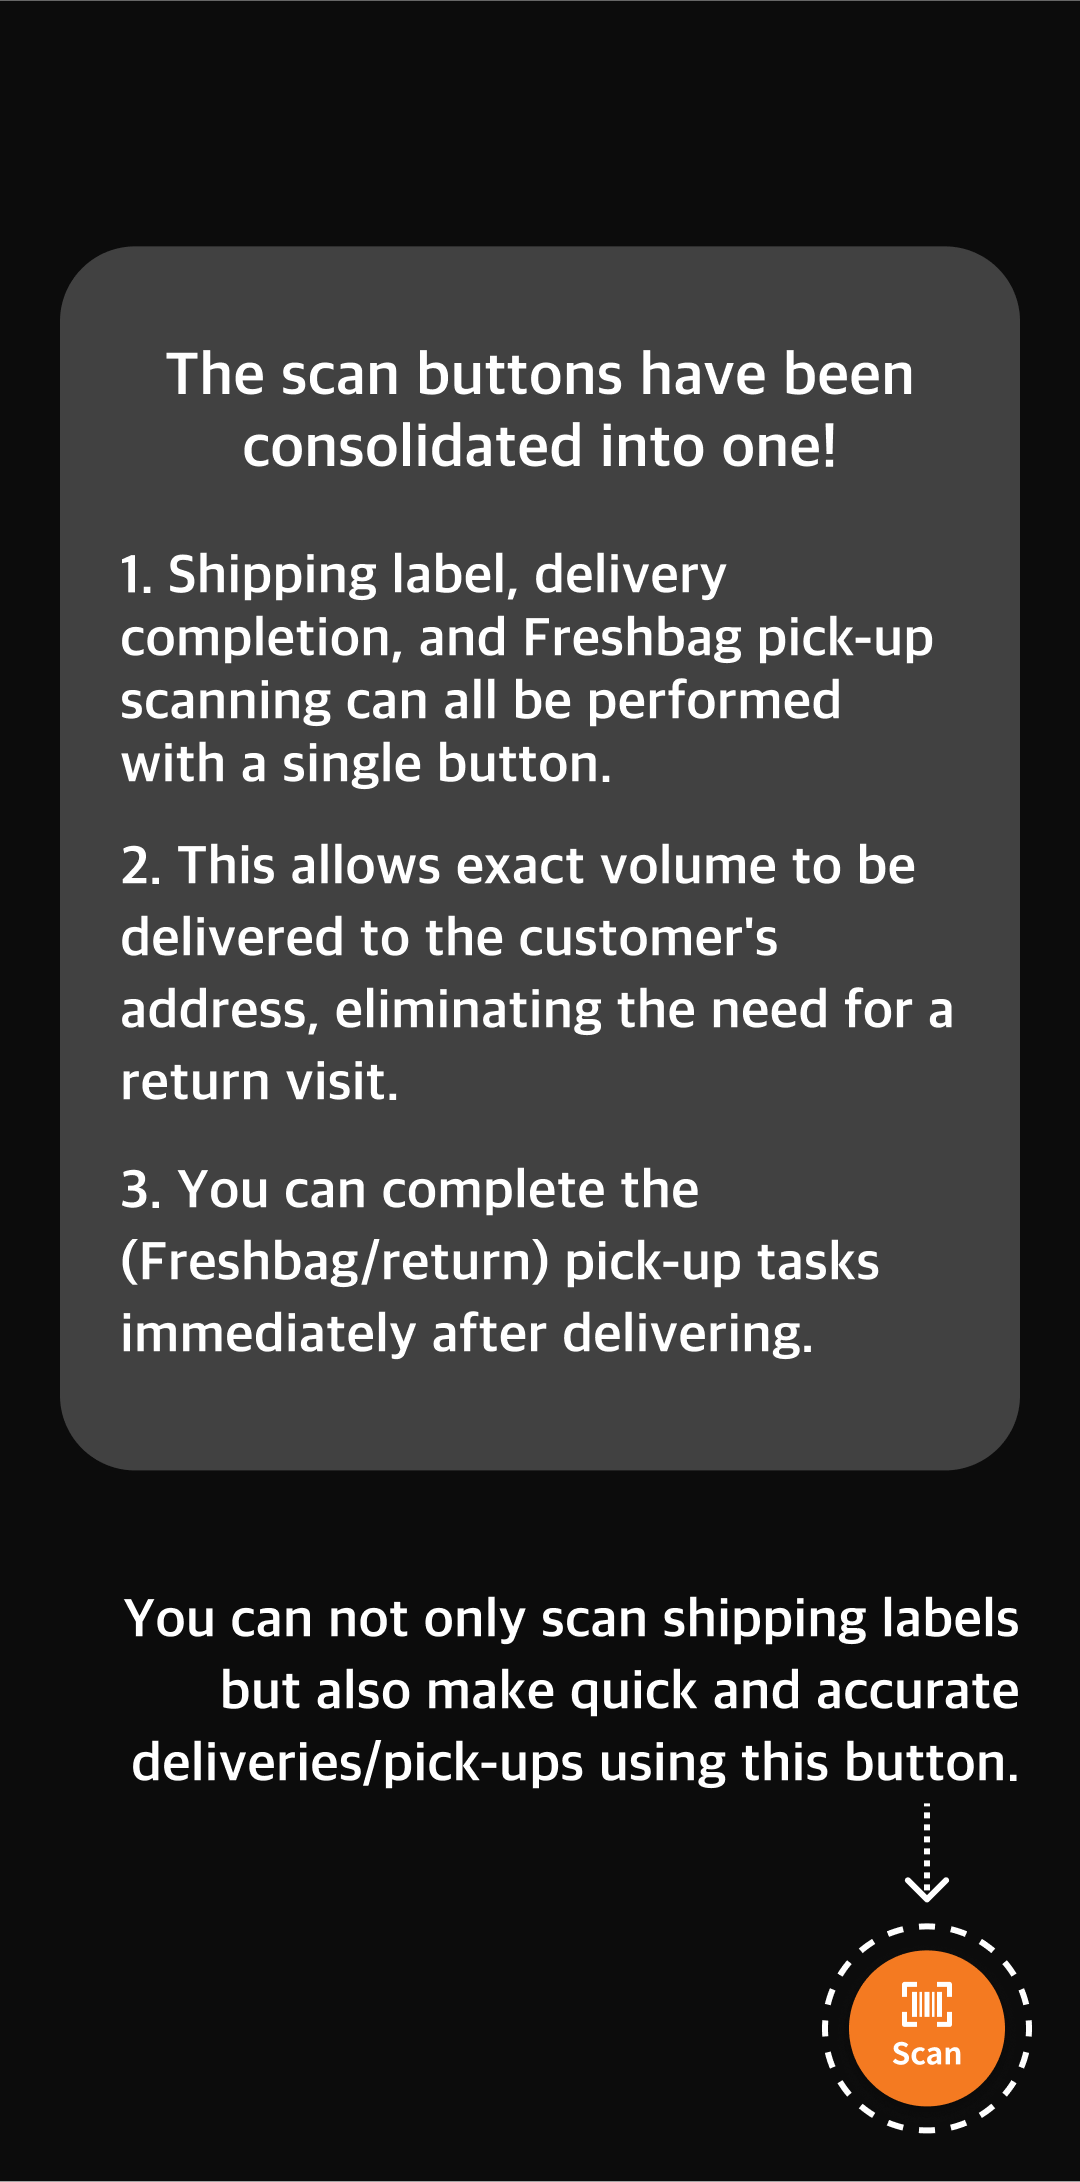 The scan buttons have been
consolidated into one!
1. Shipping label, delivery
completion, and Freshbag pick-up
scanning can all be performed
with a single button.
2. This allows exact volume to be
delivered to the customer's
address, eliminating the need for a
return visit.
3. You can complete the
(Freshbag/return) pick-up tasks
immediately after delivering.
You can not only scan shipping labels
but also make quick and accurate
deliveries/pick-ups using this button.
Scan